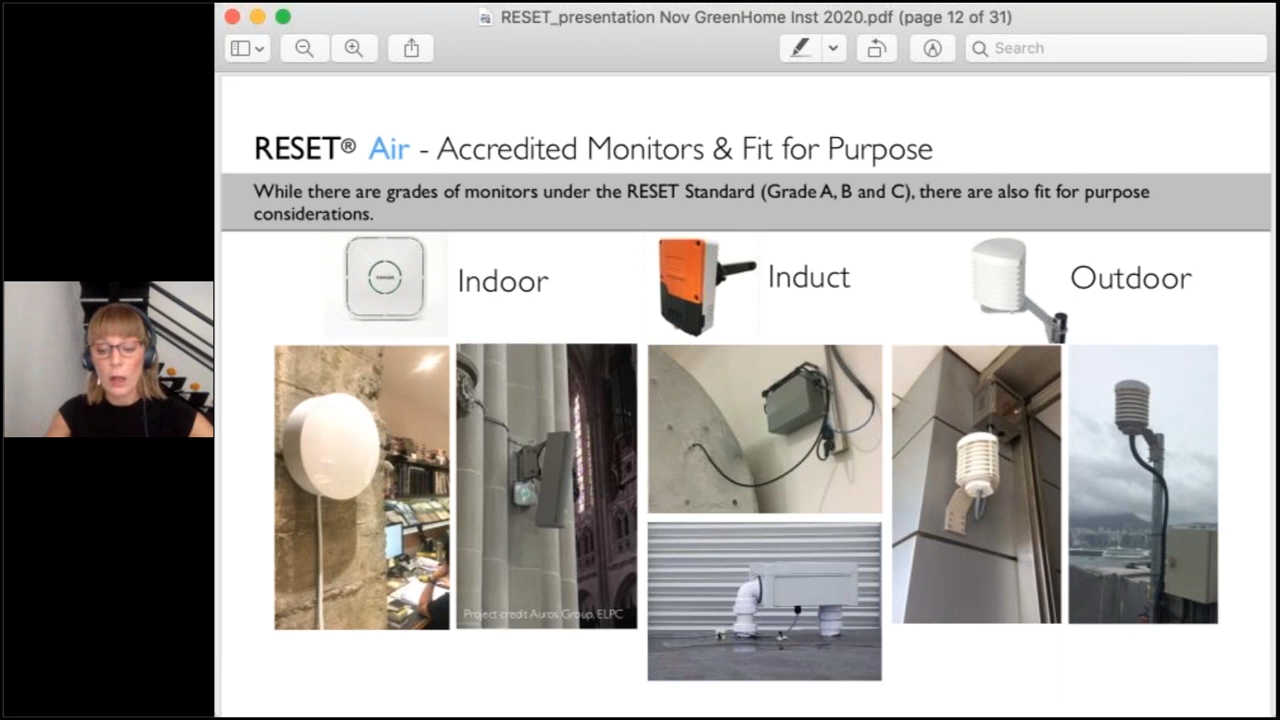 RESET_presentation Nov GreenHome Inst 2020.pdf (page 12 of 31)
Search
RESET® Air - Accredited Monitors & Fit for Purpose
While there are grades of monitors under the RESET Standard (Grade A, B and C), there are also fit for purpose
considerations.
Indoor
Induct
Outdoor
Project credit Auros Group, ELPC